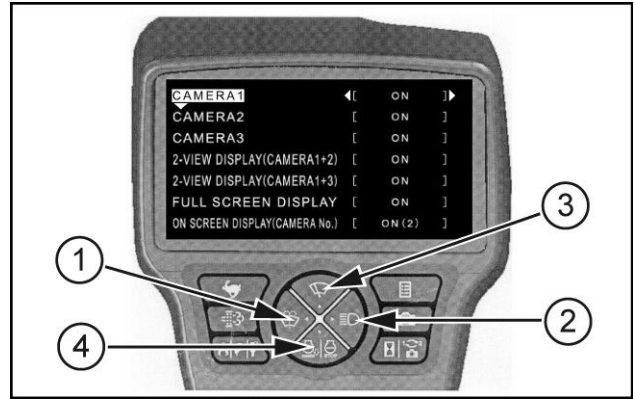 CAMERA1 [ ON ]
CAMERA2 [ ON ]
CAMERA3 [ ON ]
2-VIEW DISPLAY(CAMERA1+2) [ ON ]
2-VIEW DISPLAY(CAMERA1+3) [ ON ]
FULL SCREEN DISPLAY [ ON ]
ON SCREEN DISPLAY(CAMERA No.) [ ON(2) ]
3
1
2
4